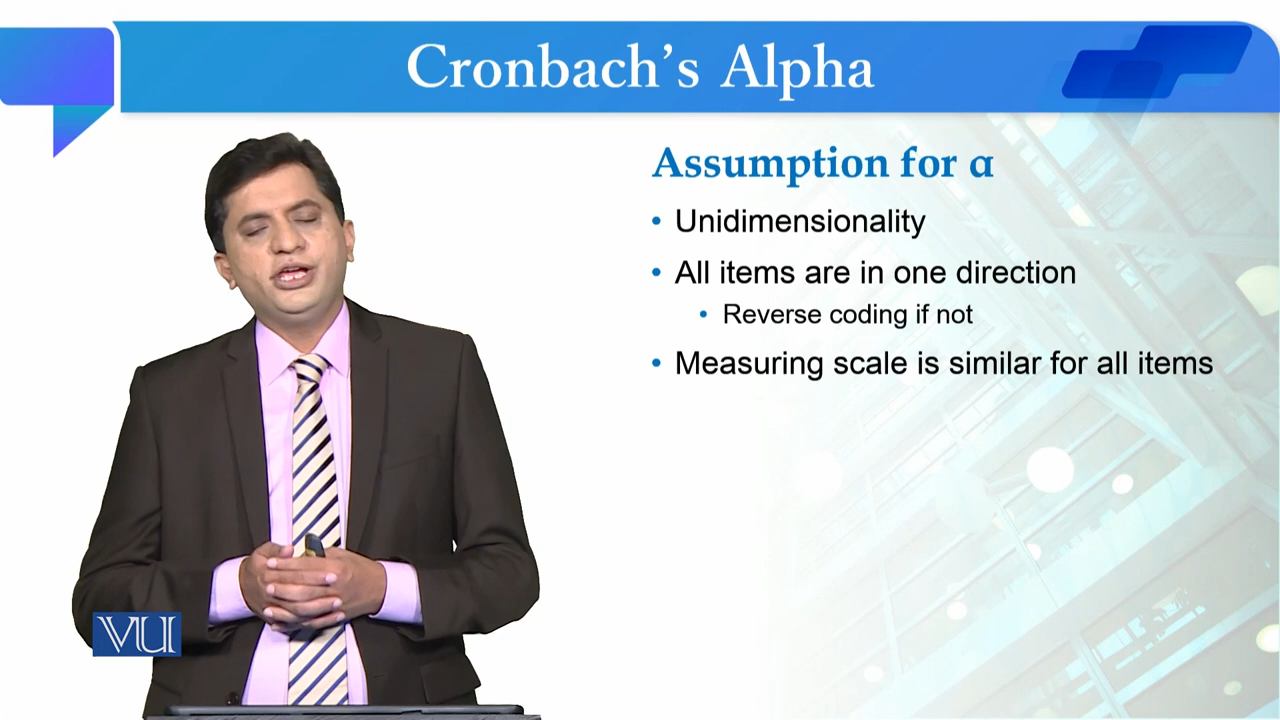 Cronbach's Alpha
Assumption for α
• Unidimensionality
• All items are in one direction
• Reverse coding if not
• Measuring scale is similar for all items
VU